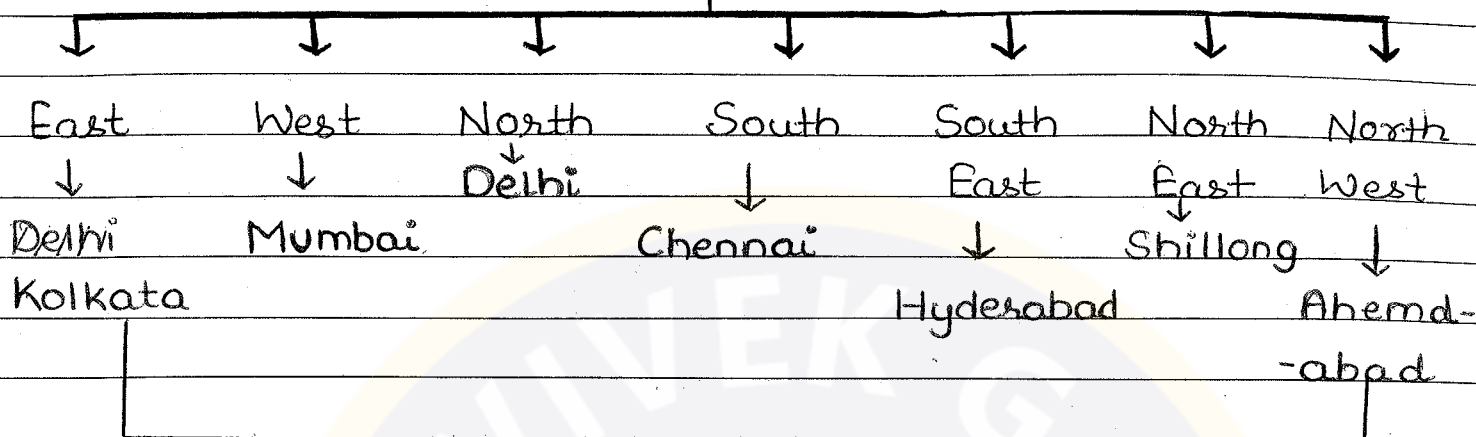 East West North South South North North
Delhi East East West
Delhi Mumbai Chennai Shillong
Kolkata Hyderabad Ahemd-
-abad
IVEK G